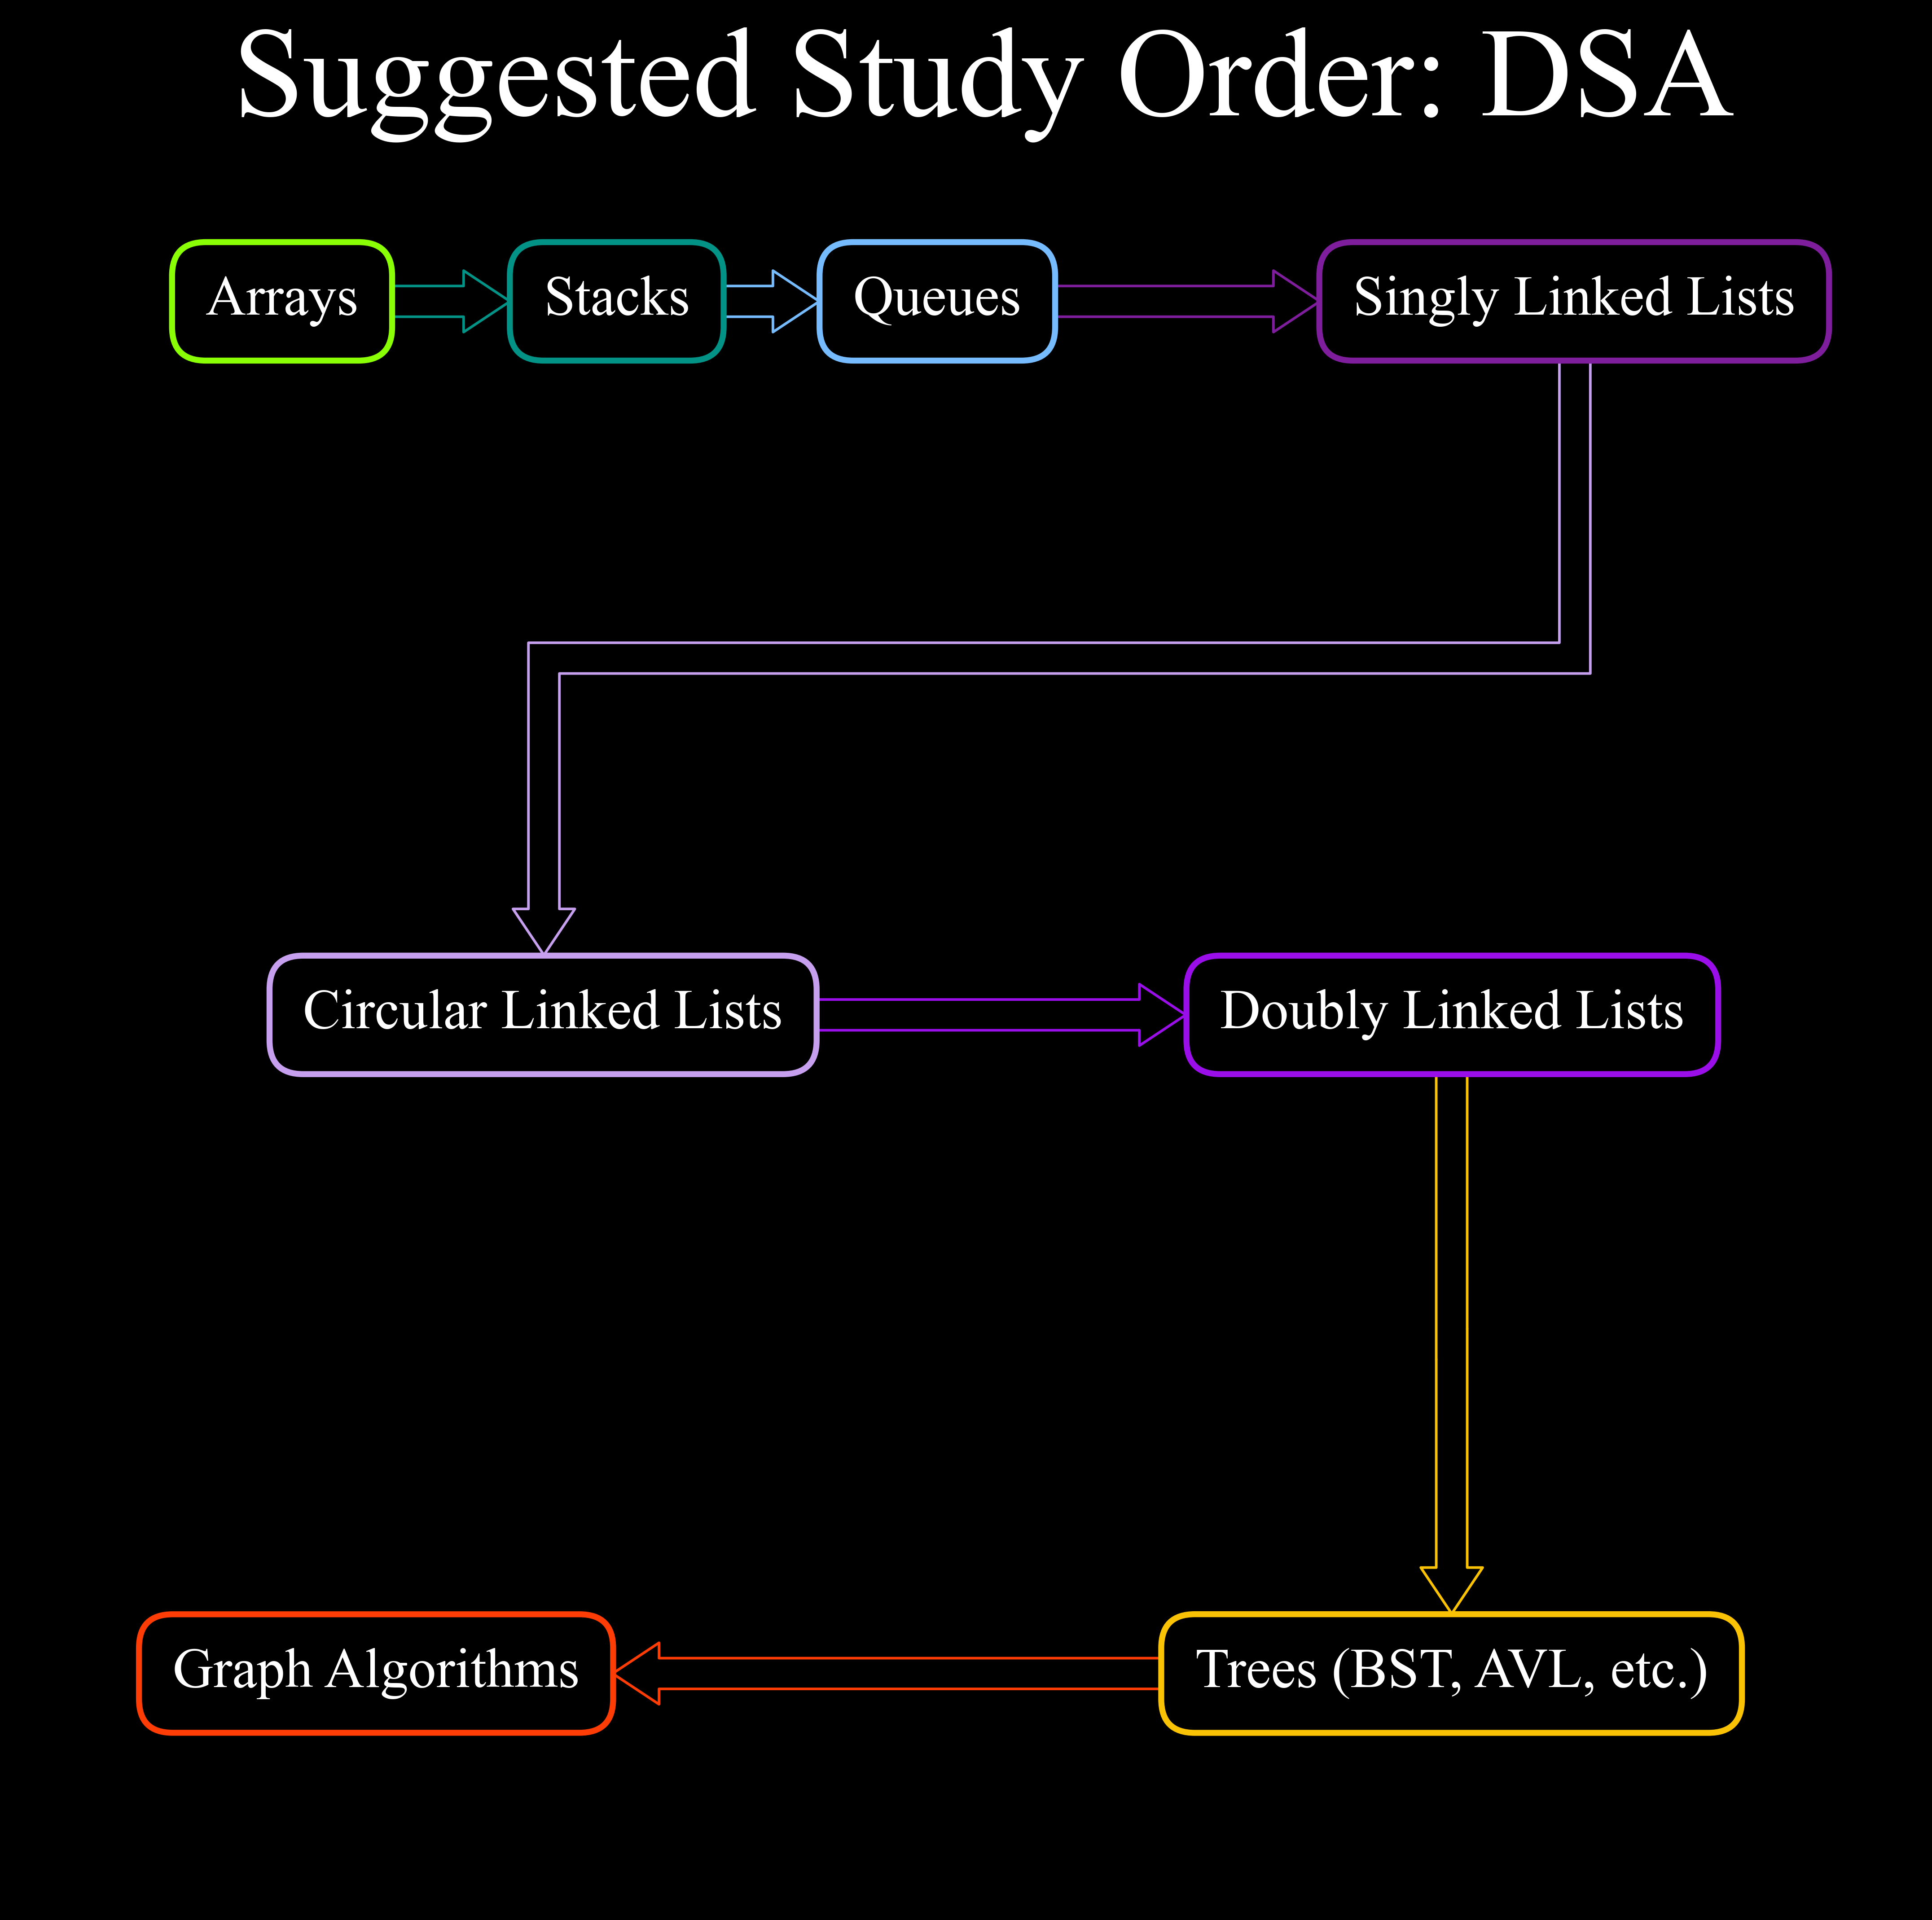 Suggested Study Order: DSA
Arrays
Stacks
Queues
Singly Linked Lists
Circular Linked Lists
Doubly Linked Lists
Graph Algorithms
Trees (BST, AVL, etc.)